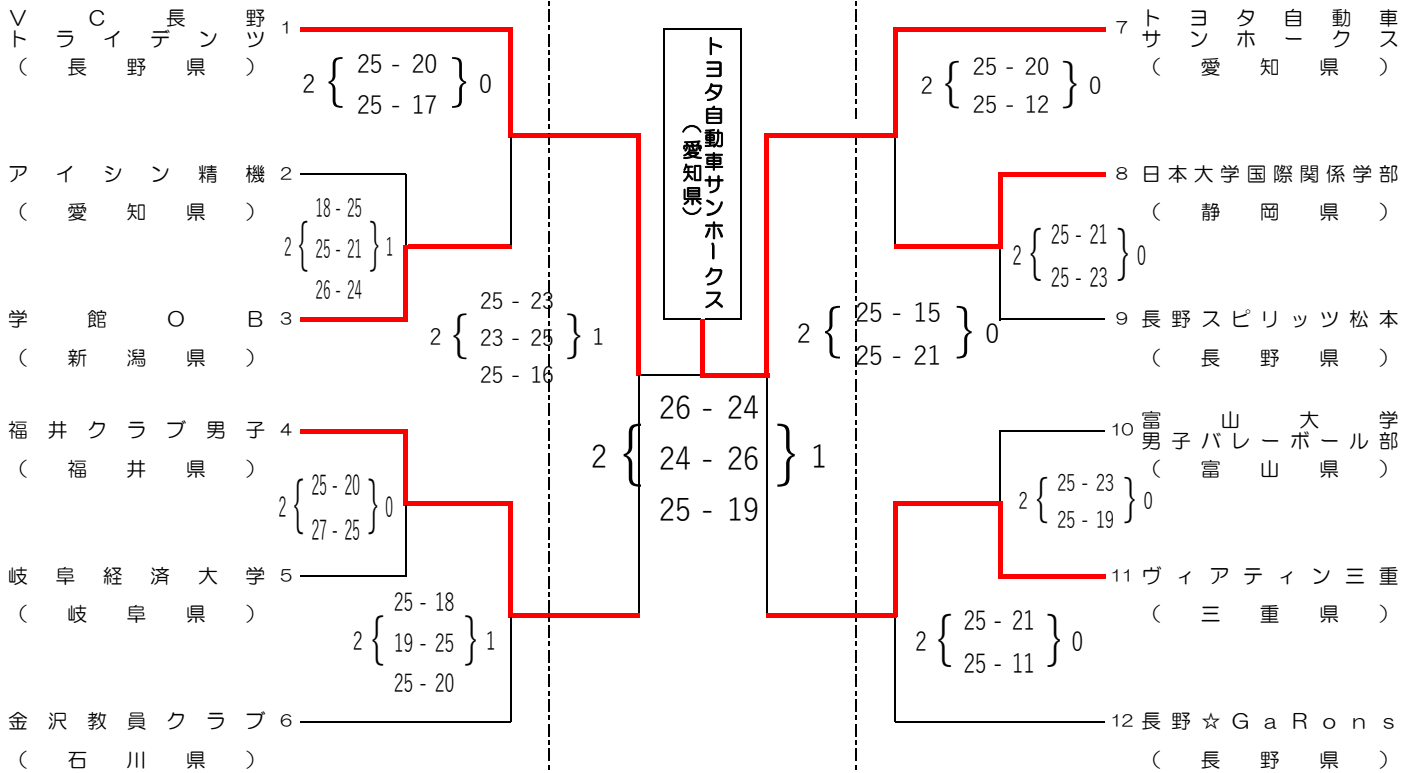 VC長野
トライデンツ
1
(長野県)
2 { 25 - 20 } 0
25 - 17
アイシン精機 2
(愛知県)
18 - 25
2 { 25 - 21 } 1
26 - 24
学館OB 3
(新潟県)
25 - 23
2 { 23 - 25 } 1
25 - 16
福井クラブ男子 4
(福井県)
2 { 25 - 20 } 0
27 - 25
岐阜経済大学 5
(岐阜県)
25 - 18
2 { 19 - 25 } 1
25 - 20
金沢教員クラブ 6
(石川県)
トヨタ自動車サンホークス
(愛知県)
26 - 24
2 { 24 - 26 } 1
25 - 19
7 トヨタ自動車
サンホークス
(愛知県)
2 { 25 - 20 } 0
25 - 12
8 日本大学国際関係学部
(静岡県)
2 { 25 - 21 } 0
25 - 23
9 長野スピリッツ松本
(長野県)
2 { 25 - 15 } 0
25 - 21
10 富山大学
男子バレーボール部
(富山県)
2 { 25 - 23 } 0
25 - 19
11 ヴィアティン三重
(三重県)
2 { 25 - 21 } 0
25 - 11
12 長野☆GaRons
(長野県)